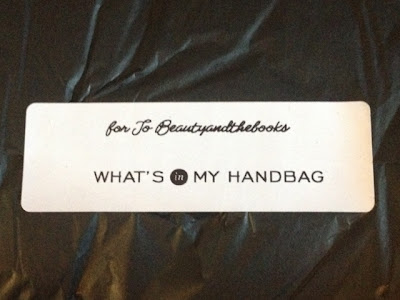 for Jo Beautyandthebooks
WHAT'S in MY HANDBAG